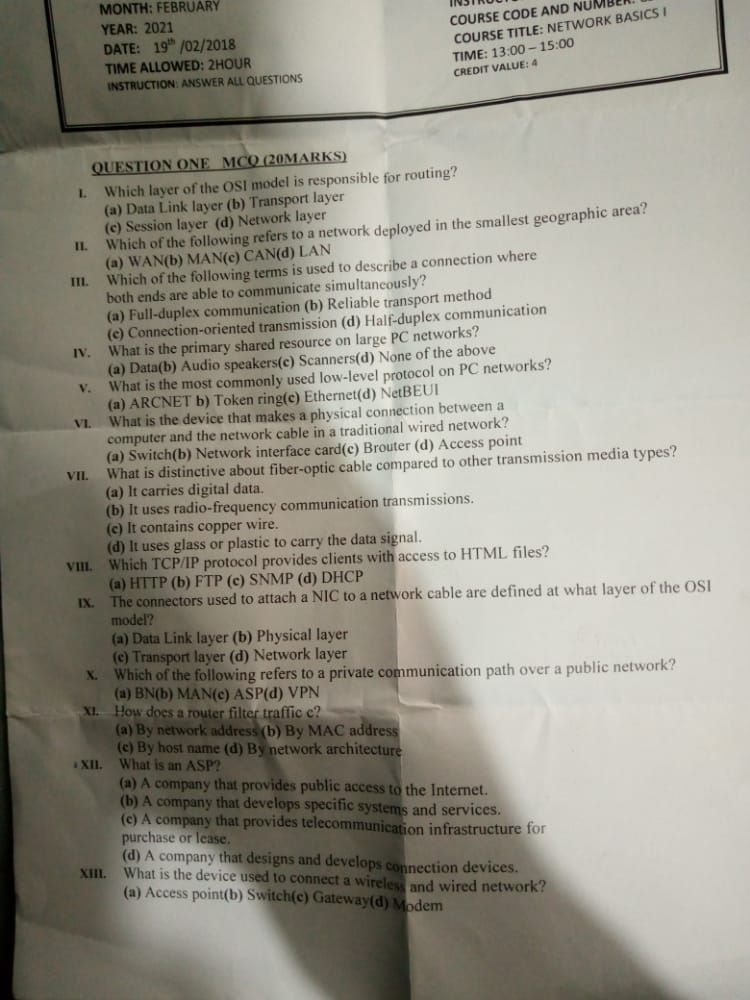 MONTH: FEBRUARY
YEAR: 2021
DATE: 19th /02/2018
TIME ALLOWED: 2HOUR
INSTRUCTION: ANSWER ALL QUESTIONS
COURSE CODE AND NUMBER:
COURSE TITLE: NETWORK BASICS I
TIME: 13:00 – 15:00
CREDIT VALUE: 4
QUESTION ONE MCQ (20MARKS)
I. Which layer of the OSI model is responsible for routing?
(a) Data Link layer (b) Transport layer
(c) Session layer (d) Network layer
II. Which of the following refers to a network deployed in the smallest geographic area?
(a) WAN(b) MAN(c) CAN(d) LAN
III. Which of the following terms is used to describe a connection where
both ends are able to communicate simultaneously?
(a) Full-duplex communication (b) Reliable transport method
(c) Connection-oriented transmission (d) Half-duplex communication
IV. What is the primary shared resource on large PC networks?
(a) Data(b) Audio speakers(c) Scanners(d) None of the above
V. What is the most commonly used low-level protocol on PC networks?
(a) ARCNET b) Token ring(c) Ethernet(d) NetBEUI
VI. What is the device that makes a physical connection between a
computer and the network cable in a traditional wired network?
(a) Switch(b) Network interface card(c) Brouter (d) Access point
VII. What is distinctive about fiber-optic cable compared to other transmission media types?
(a) It carries digital data.
(b) It uses radio-frequency communication transmissions.
(c) It contains copper wire.
(d) It uses glass or plastic to carry the data signal.
VIII. Which TCP/IP protocol provides clients with access to HTML files?
(a) HTTP (b) FTP (c) SNMP (d) DHCP
IX. The connectors used to attach a NIC to a network cable are defined at what layer of the OSI
model?
(a) Data Link layer (b) Physical layer
(c) Transport layer (d) Network layer
X. Which of the following refers to a private communication path over a public network?
(a) BN(b) MAN(c) ASP(d) VPN
XI. How does a router filter traffic c?
(a) By network address (b) By MAC address
(c) By host name (d) By network architecture
XII. What is an ASP?
(a) A company that provides public access to the Internet.
(b) A company that develops specific systems and services.
(c) A company that provides telecommunication infrastructure for
purchase or lease.
(d) A company that designs and develops connection devices.
XIII. What is the device used to connect a wireless and wired network?
(a) Access point(b) Switch(c) Gateway(d) Modem